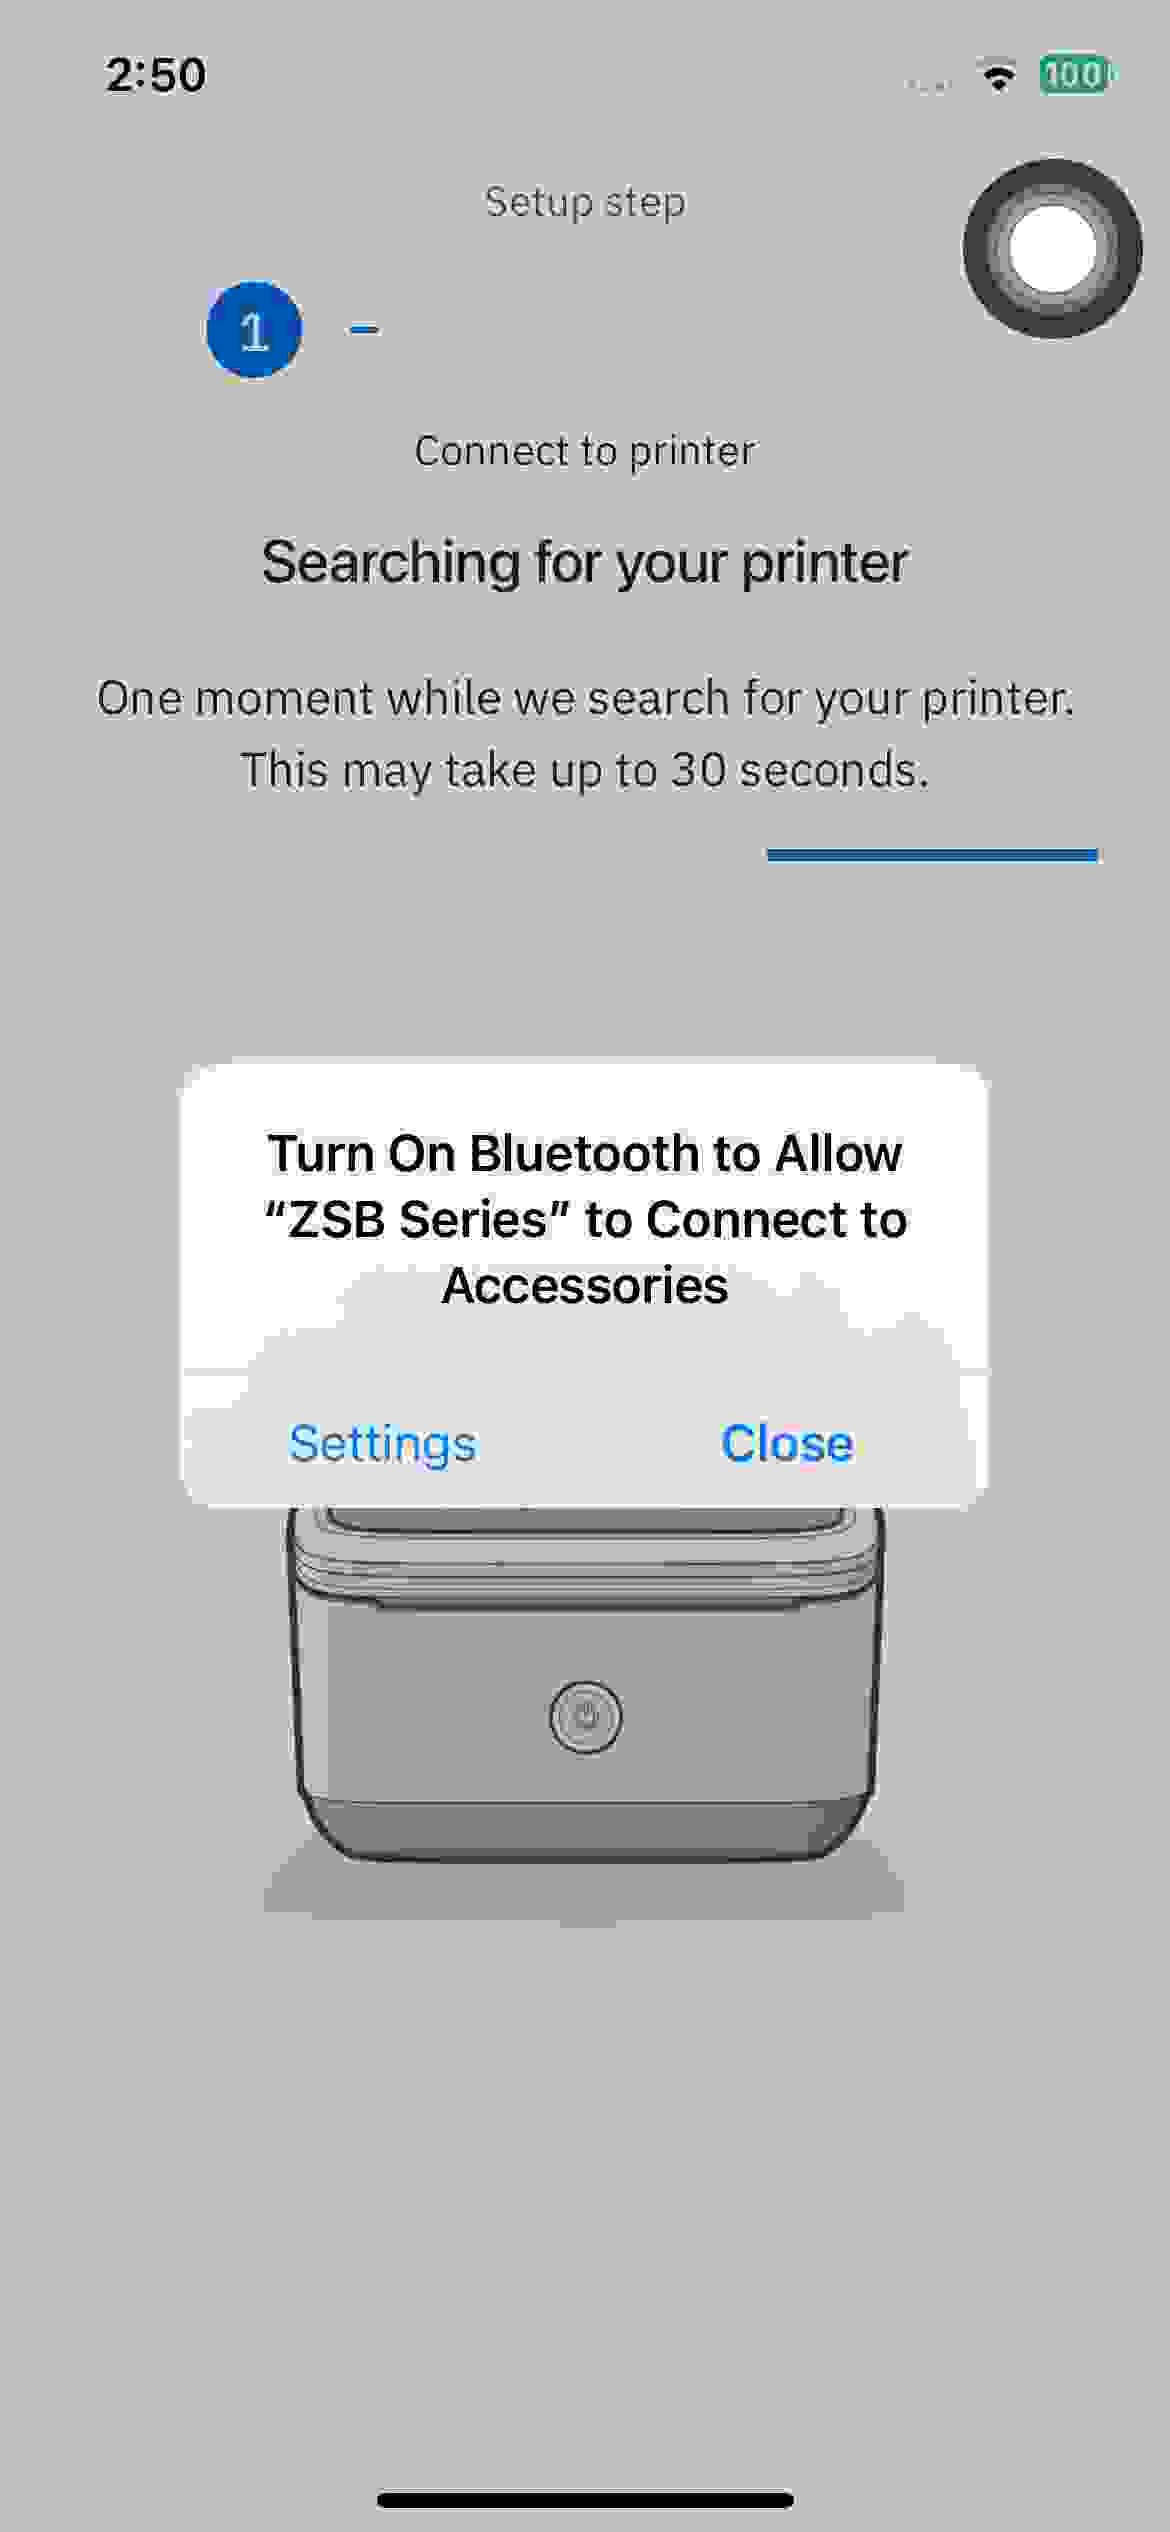 2:50
100
Setup step
1
Connect to printer
Searching for your printer
One moment while we search for your printer.
This may take up to 30 seconds.
Turn On Bluetooth to Allow
“ZSB Series” to Connect to
Accessories
Settings
Close